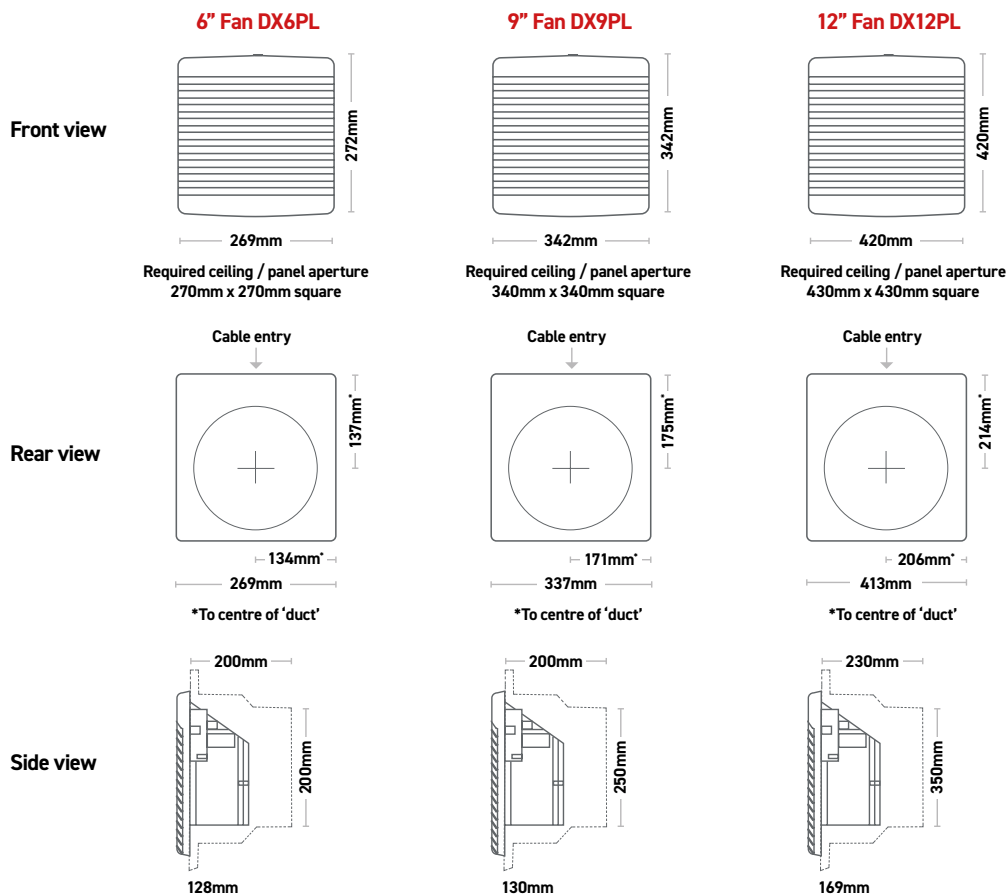 6” Fan DX6PL
9” Fan DX9PL
12” Fan DX12PL
Front view
272mm
342mm
420mm
269mm
342mm
420mm
Required ceiling / panel aperture
270mm x 270mm square
Required ceiling / panel aperture
340mm x 340mm square
Required ceiling / panel aperture
430mm x 430mm square
Cable entry
Cable entry
Cable entry
Rear view
137mm*
175mm*
214mm*
134mm*
171mm*
206mm*
269mm
337mm
413mm
*To centre of ‘duct’
*To centre of ‘duct’
*To centre of ‘duct’
200mm
200mm
230mm
Side view
200mm
250mm
350mm
128mm
130mm
169mm